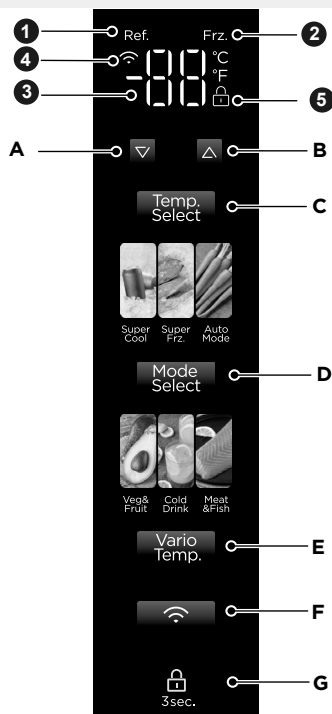 1 Ref. Frz. 2
4 °C
-88 °F
3 5
A B
Temp.
Select C
Super Super Auto
Cool Frz. Mode
Mode
Select D
Veg& Cold Meat
Fruit Drink &Fish
Vario
Temp. E
F
G
3sec.